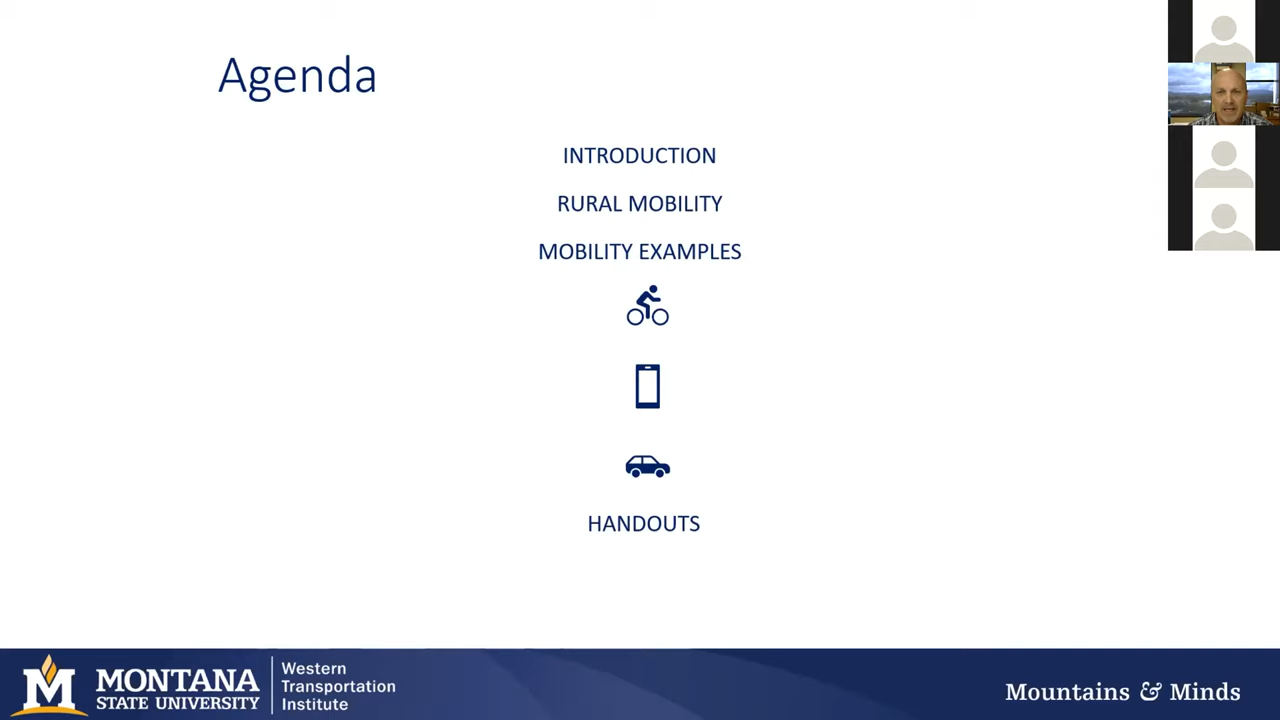 Agenda
INTRODUCTION
RURAL MOBILITY
MOBILITY EXAMPLES
HANDOUTS
M MONTANA
STATE UNIVERSITY
Western
Transportation
Institute
Mountains & Minds